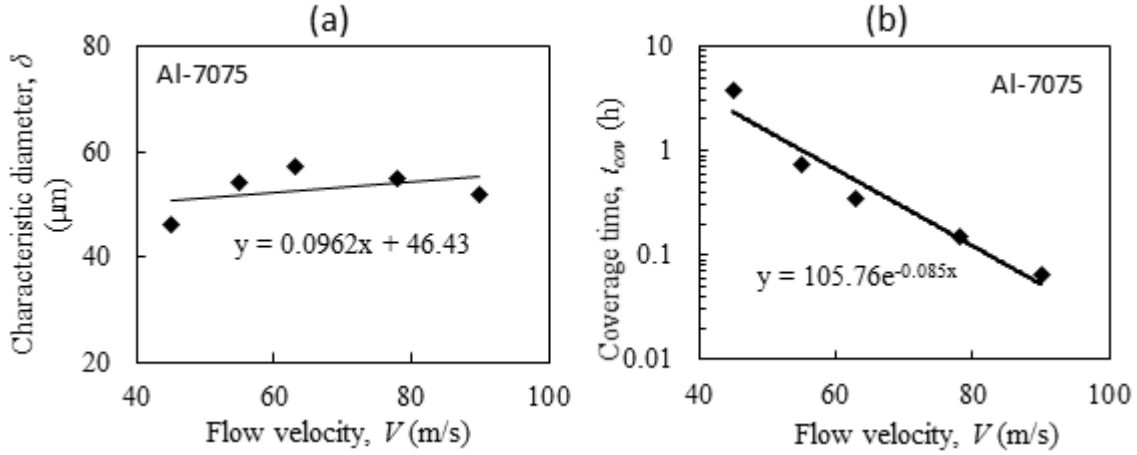 (a)
80
60
40
20
Characteristic diameter, δ
(μm)
Al-7075
y = 0.0962x + 46.43
40 60 80 100
Flow velocity, V (m/s)
(b)
10
1
0.1
0.01
Coverage time, t_cov (h)
Al-7075
y = 105.76e^-0.085x
40 60 80 100
Flow velocity, V (m/s)